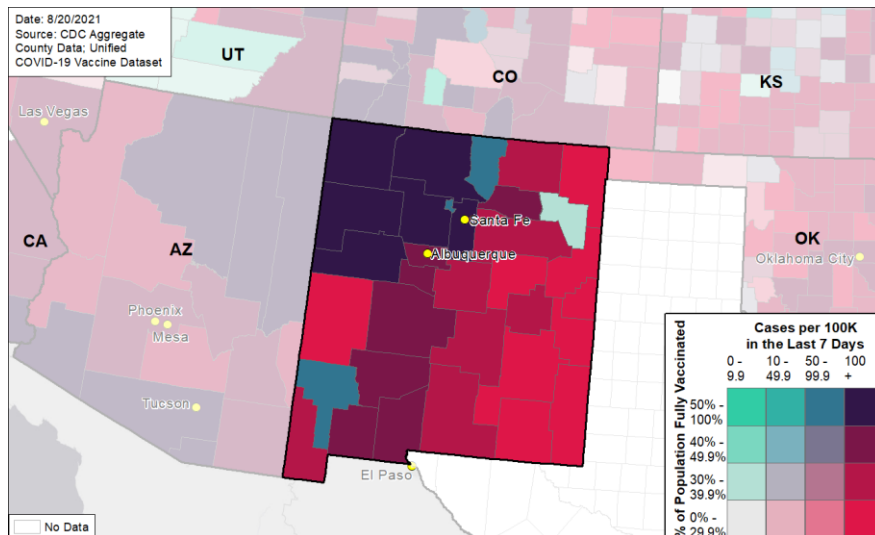 Date: 8/20/2021
Source: CDC Aggregate
County Data; Unified
COVID-19 Vaccine Dataset
UT
CO
KS
Las Vegas
Santa Fe
CA
AZ
Albuquerque
OK
Oklahoma City
Phoenix
Mesa
Tucson
El Paso
No Data
Cases per 100K
in the Last 7 Days
0 -
9.9
10 -
49.9
50 -
99.9
100
+
% of Population Fully Vaccinated
50% -
100%
40% -
49.9%
30% -
39.9%
0% -
29.9%